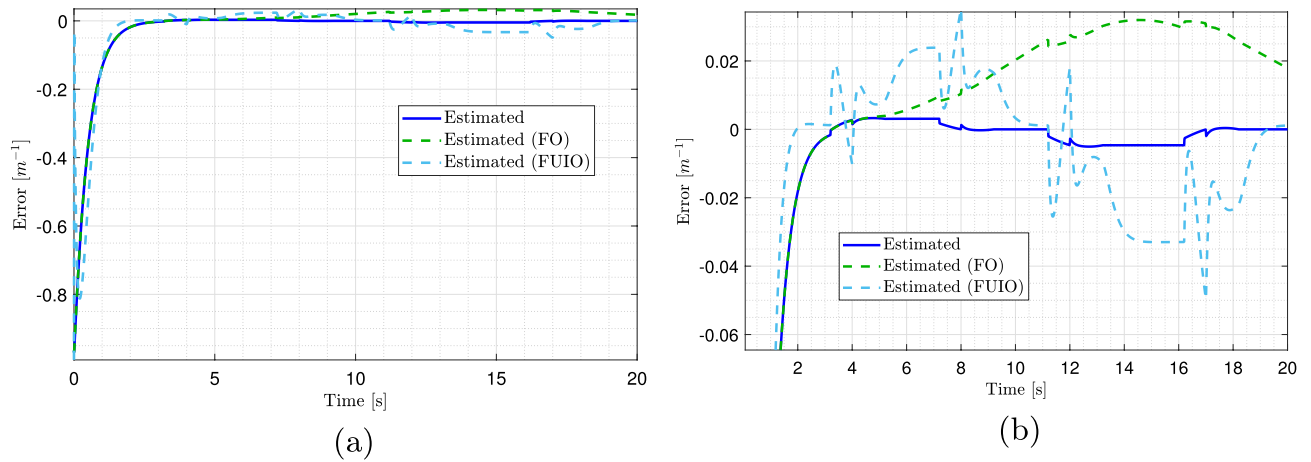 0
-0.2
-0.4
-0.6
-0.8
Error [m⁻¹]
Estimated
Estimated (FO)
Estimated (FUIO)
0 5 10 15 20
Time [s]
(a)
0.02
0
-0.02
-0.04
-0.06
Error [m⁻¹]
Estimated
Estimated (FO)
Estimated (FUIO)
2 4 6 8 10 12 14 16 18 20
Time [s]
(b)